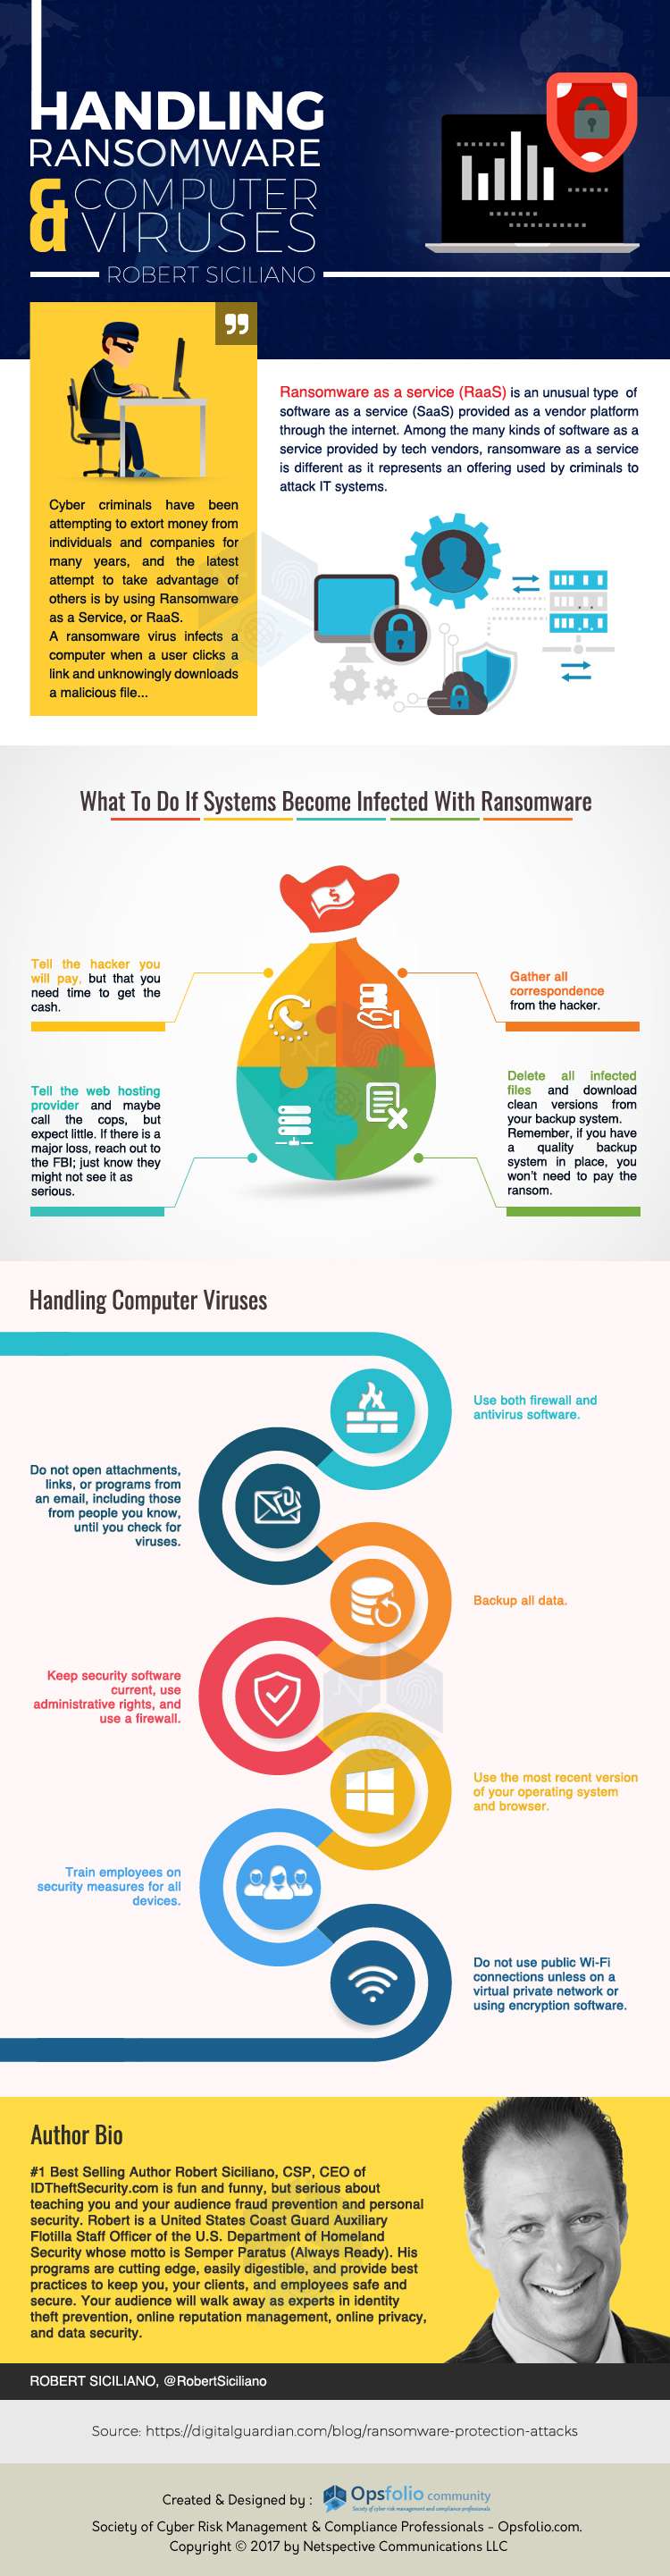 HANDLING
RANSOMWARE
& COMPUTER
VIRUSES
ROBERT SICILIANO
Cyber criminals have been
attempting to extort money from
individuals and companies for
many years, and the latest
attempt to take advantage of
others is by using Ransomware
as a Service, or RaaS.
A ransomware virus infects a
computer when a user clicks a
link and unknowingly downloads
a malicious file...
Ransomware as a service (RaaS) is an unusual type of
software as a service (SaaS) provided as a vendor platform
through the internet. Among the many kinds of software as a
service provided by tech vendors, ransomware as a service
is different as it represents an offering used by criminals to
attack IT systems.
What To Do If Systems Become Infected With Ransomware
Tell the hacker you
will pay, but that you
need time to get the
cash.
Gather all
correspondence
from the hacker.
Tell the web hosting
provider and maybe
call the cops, but
expect little. If there is a
major loss, reach out to
the FBI; just know they
might not see it as
serious.
Delete all infected
files and download
clean versions from
your backup system.
Remember, if you have
a quality backup
system in place, you
won't need to pay the
ransom.
Handling Computer Viruses
Use both firewall and
antivirus software.
Do not open attachments,
links, or programs from
an email, including those
from people you know,
until you check for
viruses.
Backup all data.
Keep security software
current, use
administrative rights, and
use a firewall.
Use the most recent version
of your operating system
and browser.
Train employees on
security measures for all
devices.
Do not use public Wi-Fi
connections unless on a
virtual private network or
using encryption software.
Author Bio
#1 Best Selling Author Robert Siciliano, CSP, CEO of
IDTheftSecurity.com is fun and funny, but serious about
teaching you and your audience fraud prevention and personal
security. Robert is a United States Coast Guard Auxiliary
Flotilla Staff Officer of the U.S. Department of Homeland
Security whose motto is Semper Paratus (Always Ready). His
programs are cutting edge, easily digestible, and provide best
practices to keep you, your clients, and employees safe and
secure. Your audience will walk away as experts in identity
theft prevention, online reputation management, online privacy,
and data security.
ROBERT SICILIANO, @RobertSiciliano
Source: https://digitalguardian.com/blog/ransomware-protection-attacks
Created & Designed by : Opsfolio community
Society of cyber risk management and compliance professionals
Society of Cyber Risk Management & Compliance Professionals - Opsfolio.com.
Copyright © 2017 by Netspective Communications LLC